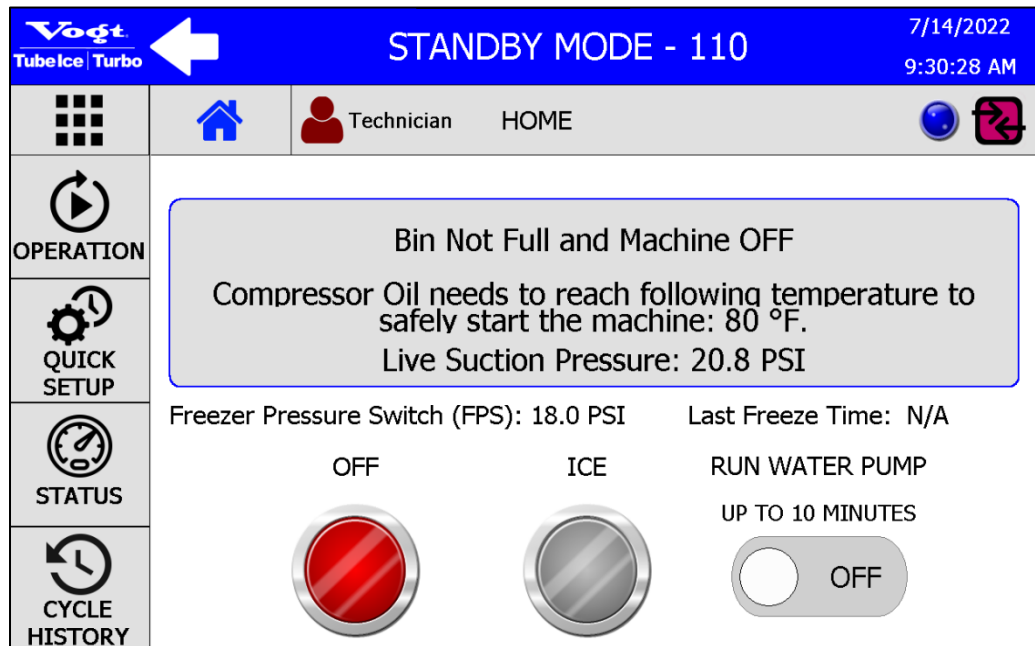 Vogt
TubeIce | Turbo
STANDBY MODE - 110
7/14/2022
9:30:28 AM
Technician
HOME
OPERATION
QUICK
SETUP
STATUS
CYCLE
HISTORY
Bin Not Full and Machine OFF
Compressor Oil needs to reach following temperature to
safely start the machine: 80 °F.
Live Suction Pressure: 20.8 PSI
Freezer Pressure Switch (FPS): 18.0 PSI
Last Freeze Time: N/A
OFF
ICE
RUN WATER PUMP
UP TO 10 MINUTES
OFF